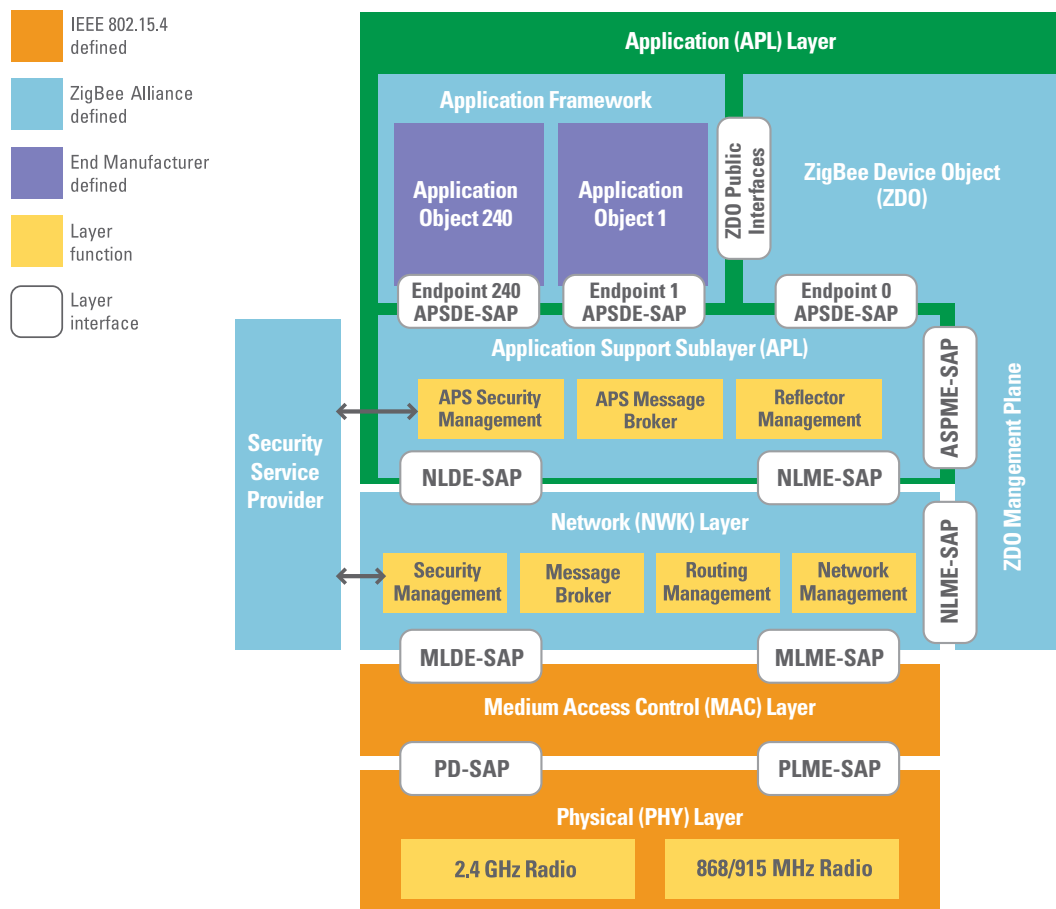 IEEE 802.15.4
defined
ZigBee Alliance
defined
End Manufacturer
defined
Layer
function
Layer
interface
Application (APL) Layer
Application Framework
Application
Object 240
Application
Object 1
ZDO Public
Interfaces
ZigBee Device Object
(ZDO)
Endpoint 240
APSDE-SAP
Endpoint 1
APSDE-SAP
Endpoint 0
APSDE-SAP
Application Support Sublayer (APL)
APS Security
Management
APS Message
Broker
Reflector
Management
ASPME-SAP
Security
Service
Provider
NLDE-SAP
NLME-SAP
ZDO Mangement Plane
Network (NWK) Layer
Security
Management
Message
Broker
Routing
Management
Network
Management
NLME-SAP
MLDE-SAP
MLME-SAP
Medium Access Control (MAC) Layer
PD-SAP
PLME-SAP
Physical (PHY) Layer
2.4 GHz Radio
868/915 MHz Radio